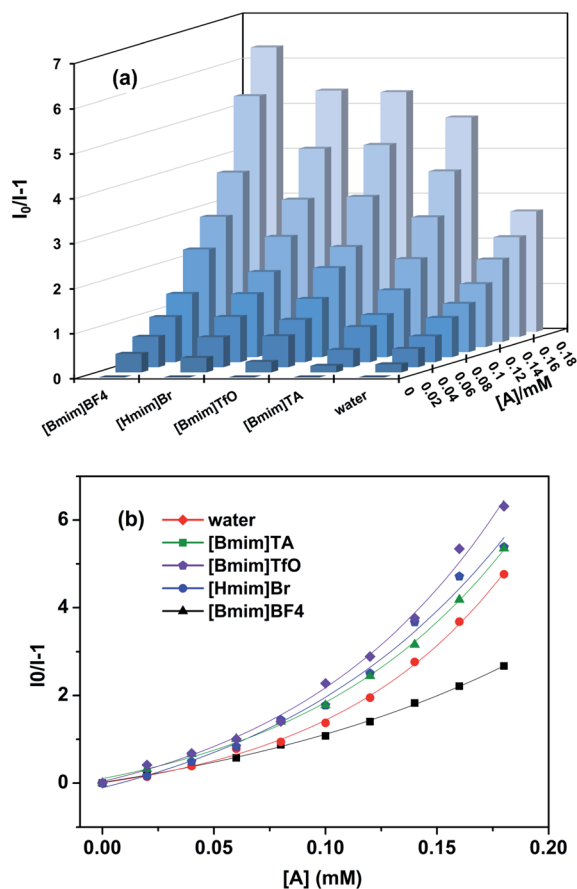 (a)
7
6
5
4
3
2
1
0
I0/I-1
[Bmim]BF4
[Hmim]Br
[Bmim]TfO
[Bmim]TA
water
0
0.02
0.04
0.06
0.08
0.1
0.12
0.14
0.16
0.18
[A]/mM
(b)
water
[Bmim]TA
[Bmim]TfO
[Hmim]Br
[Bmim]BF4
6
4
2
0
I0/I-1
0.00 0.05 0.10 0.15 0.20
[A] (mM)